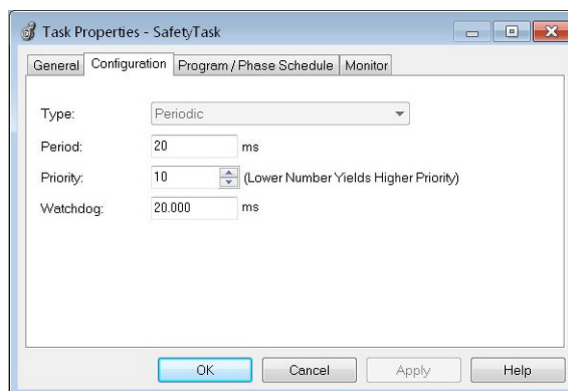 Task Properties - SafetyTask
General Configuration Program / Phase Schedule Monitor
Type: Periodic
Period: 20 ms
Priority: 10 (Lower Number Yields Higher Priority)
Watchdog: 20.000 ms
OK Cancel Apply Help